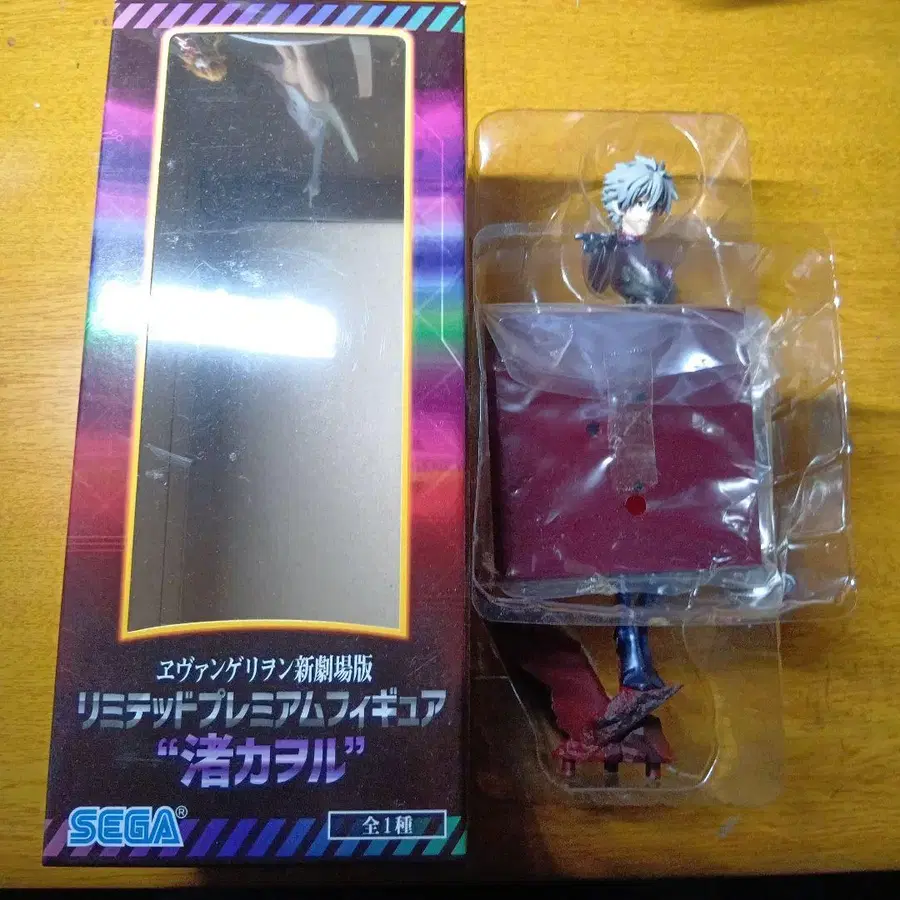 ヱヴァンゲリヲン新劇場版
リミテッドプレミアムフィギュア
“渚カヲル”
SEGA®
全1種